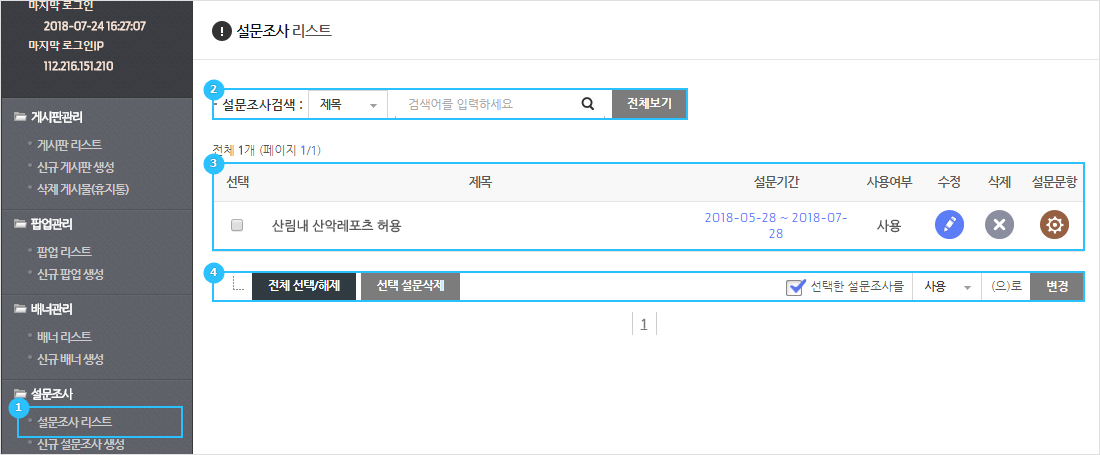 마지막 로그인
2018-07-24 16:27:07
마지막 로그인IP
112.216.151.210
게시판관리
게시판 리스트
신규 게시판 생성
삭제 게시물(휴지통)
팝업관리
팝업 리스트
신규 팝업 생성
배너관리
배너 리스트
신규 배너 생성
설문조사
1
설문조사 리스트
신규 설문조사 생성
! 설문조사 리스트
2
설문조사검색 : 제목 검색어를 입력하세요 전체보기
전체 1개 (페이지 1/1)
3
선택 제목 설문기간 사용여부 수정 삭제 설문문항
산림내 산악레포츠 허용 2018-05-28 ~ 2018-07-28 사용
4
전체 선택/해제 선택 설문삭제 선택한 설문조사를 사용 (으)로 변경
1